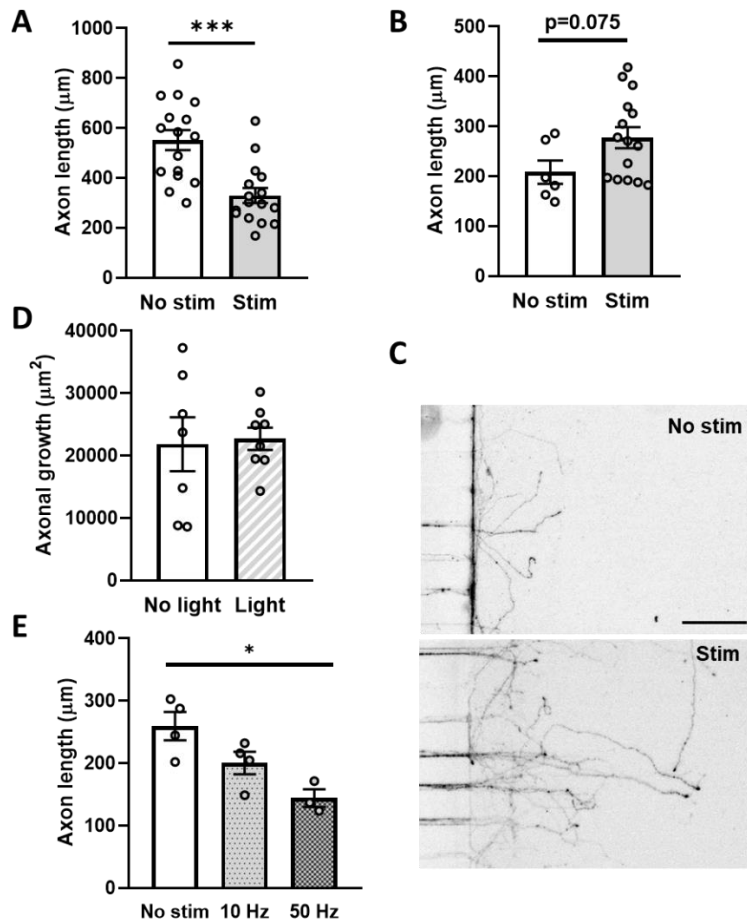 A
***
Axon length (μm)
1000
800
600
400
200
0
No stim Stim
B
p=0.075
Axon length (μm)
500
400
300
200
100
0
No stim Stim
D
Axonal growth (μm²)
40000
30000
20000
10000
0
No light Light
C
No stim
Stim
E
*
Axon length (μm)
400
300
200
100
0
No stim 10 Hz 50 Hz